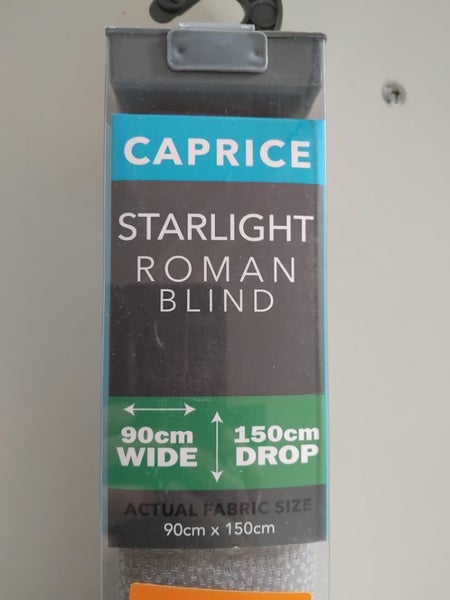 CAPRICE
STARLIGHT
ROMAN
BLIND
90cm
WIDE
150cm
DROP
ACTUAL FABRIC SIZE
90cm x 150cm